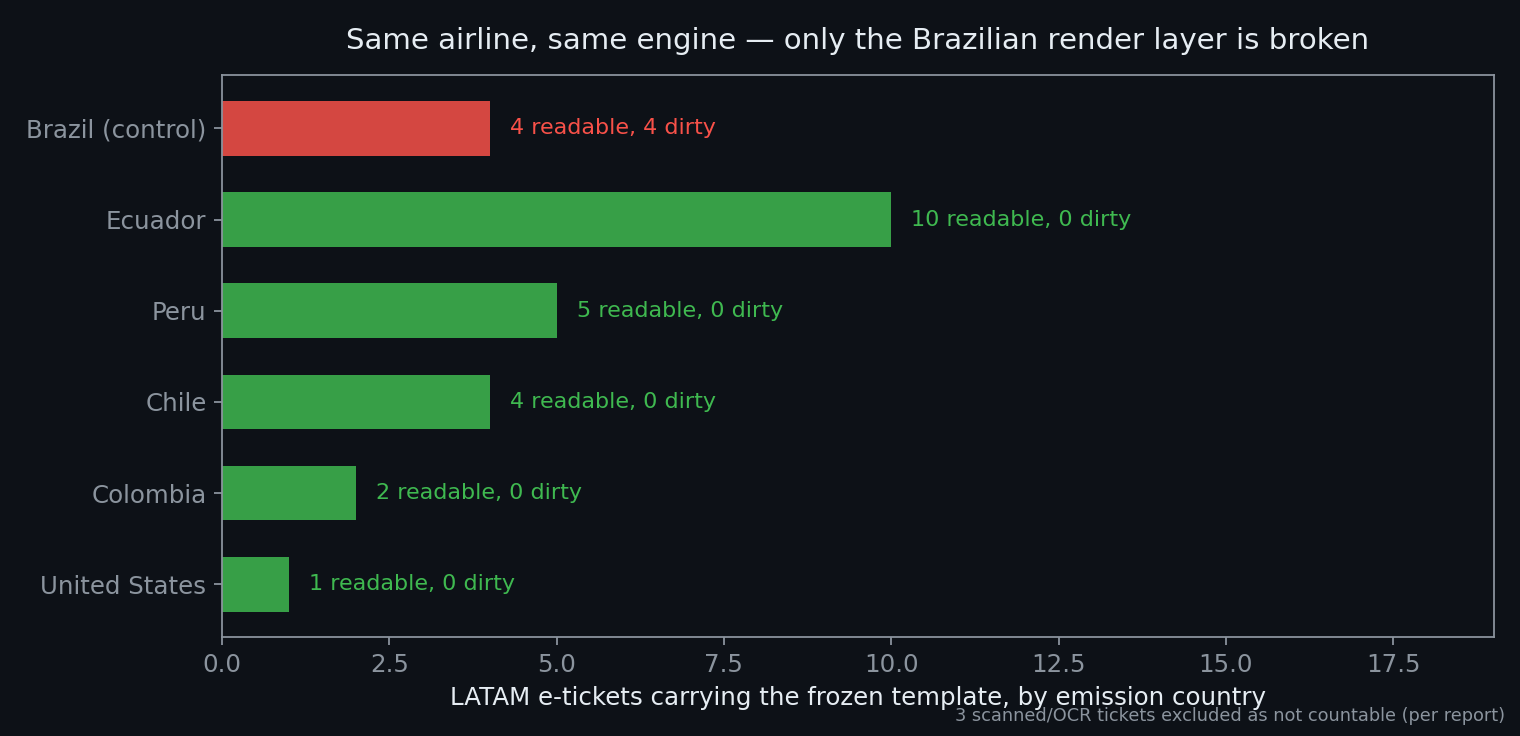 Same airline, same engine — only the Brazilian render layer is broken
Brazil (control)
4 readable, 4 dirty
Ecuador
10 readable, 0 dirty
Peru
5 readable, 0 dirty
Chile
4 readable, 0 dirty
Colombia
2 readable, 0 dirty
United States
1 readable, 0 dirty
0.0 2.5 5.0 7.5 10.0 12.5 15.0 17.5
LATAM e-tickets carrying the frozen template, by emission country
3 scanned/OCR tickets excluded as not countable (per report)